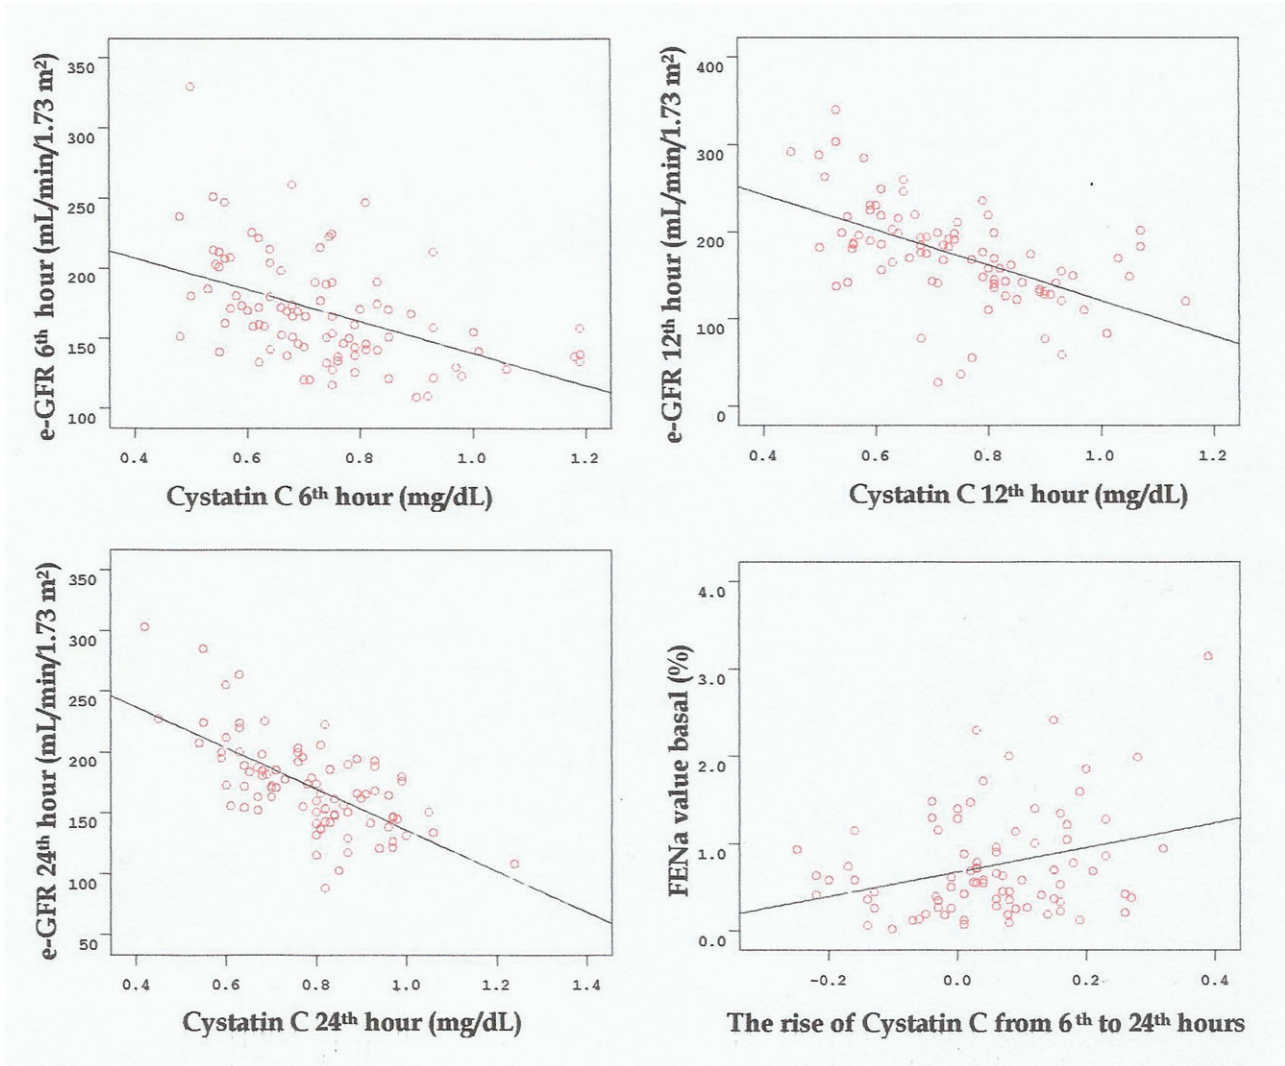 e-GFR 6th hour (mL/min/1.73 m²)
350
300
250
200
150
100
0.4 0.6 0.8 1.0 1.2
Cystatin C 6th hour (mg/dL)
e-GFR 12th hour (mL/min/1.73 m²)
400
300
200
100
0
0.4 0.6 0.8 1.0 1.2
Cystatin C 12th hour (mg/dL)
e-GFR 24th hour (mL/min/1.73 m²)
350
300
250
200
150
100
50
0.4 0.6 0.8 1.0 1.2 1.4
Cystatin C 24th hour (mg/dL)
FENa value basal (%)
4.0
3.0
2.0
1.0
0.0
-0.2 0.0 0.2 0.4
The rise of Cystatin C from 6th to 24th hours